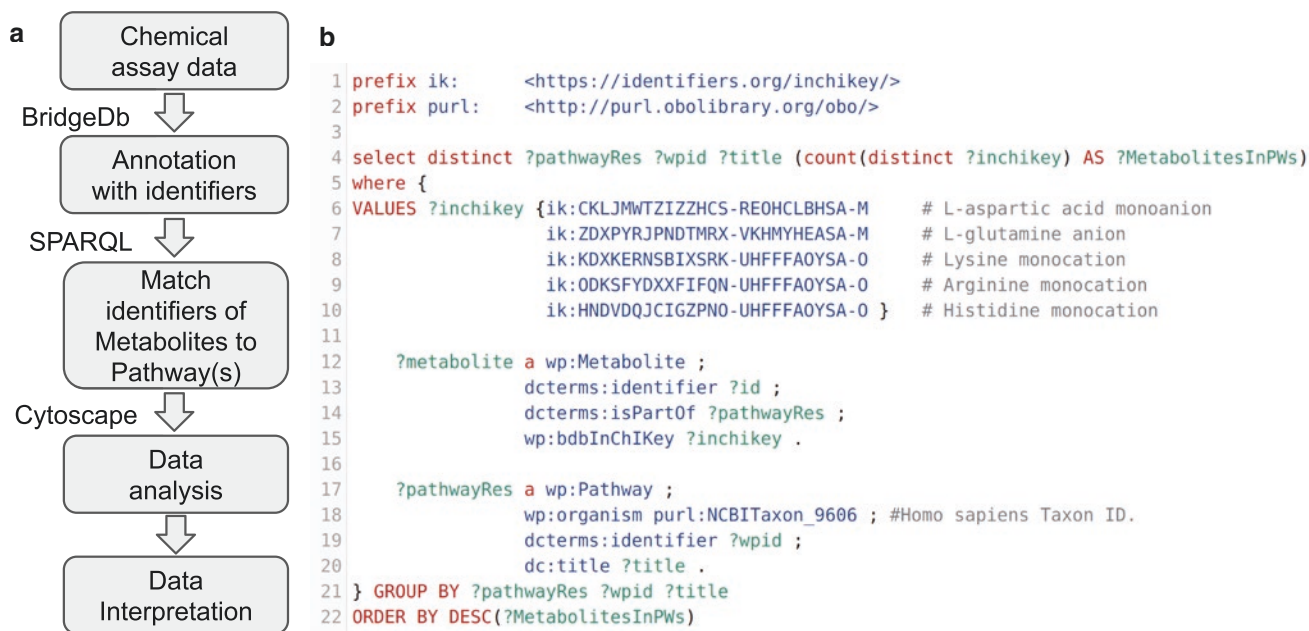 a
Chemical
assay data
BridgeDb
Annotation
with identifiers
SPARQL
Match
identifiers of
Metabolites to
Pathway(s)
Cytoscape
Data
analysis
Data
Interpretation
b
1 prefix ik: <https://identifiers.org/inchikey/>
2 prefix purl: <http://purl.obolibrary.org/obo/>
3
4 select distinct ?pathwayRes ?wpid ?title (count(distinct ?inchikey) AS ?MetabolitesInPWs)
5 where {
6 VALUES ?inchikey {ik:CKLJMWTZIZZHCS-REOHCLBHSA-M # L-aspartic acid monoanion
7 ik:ZDXPYRJPNDTMRX-VKHMYHEASA-M # L-glutamine anion
8 ik:KDXKERNSBIXSRK-UHFFFAOYSA-O # Lysine monocation
9 ik:ODKSFYDXXFIFQN-UHFFFAOYSA-O # Arginine monocation
10 ik:HNDVDQJCIGZPNO-UHFFFAOYSA-O } # Histidine monocation
11
12 ?metabolite a wp:Metabolite ;
13 dcterms:identifier ?id ;
14 dcterms:isPartOf ?pathwayRes ;
15 wp:bdbInChIKey ?inchikey .
16
17 ?pathwayRes a wp:Pathway ;
18 wp:organism purl:NCBITaxon_9606 ; #Homo sapiens Taxon ID.
19 dcterms:identifier ?wpid ;
20 dc:title ?title .
21 } GROUP BY ?pathwayRes ?wpid ?title
22 ORDER BY DESC(?MetabolitesInPWs)